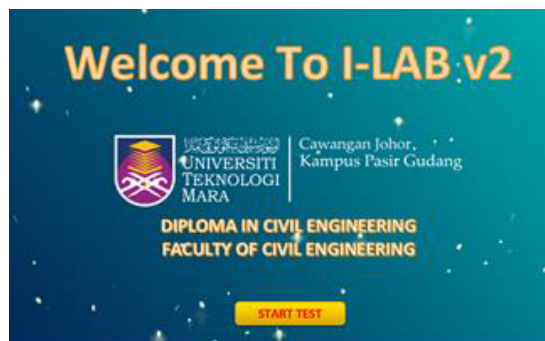 Welcome To I-LAB v2
UNIVERSITI
TEKNOLOGI
MARA
Cawangan Johor,
Kampus Pasir Gudang
DIPLOMA IN CIVIL ENGINEERING
FACULTY OF CIVIL ENGINEERING
START TEST